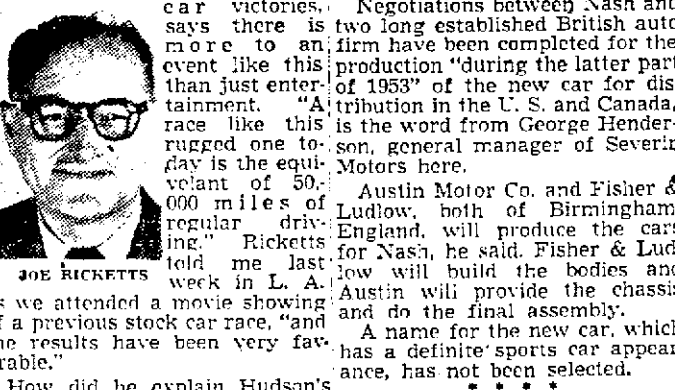 car victories,
says there is
more to an
event like this
than just enter-
tainment. "A
race like this
rugged one to-
day is the equi-
velant of 50,-
000 miles of
regular driv-
ing." Ricketts
told me last
week in L. A.
JOE RICKETTS
s we attended a movie showing
f a previous stock car race, "and
he results have been very fav-
rable."
How did he explain Hudson's
Negotiations between Nash and
two long established British auto
firm have been completed for the
production "during the latter part
of 1953" of the new car for dis
tribution in the U. S. and Canada,
is the word from George Hender-
son, general manager of Severin
Motors here.
Austin Motor Co. and Fisher &
Ludlow, both of Birmingham
England, will produce the cars
for Nash, he said. Fisher & Lud
low will build the bodies and
Austin will provide the chassis
and do the final assembly.
A name for the new car, which
has a definite sports car appear
ance, has not been selected.
* * * *